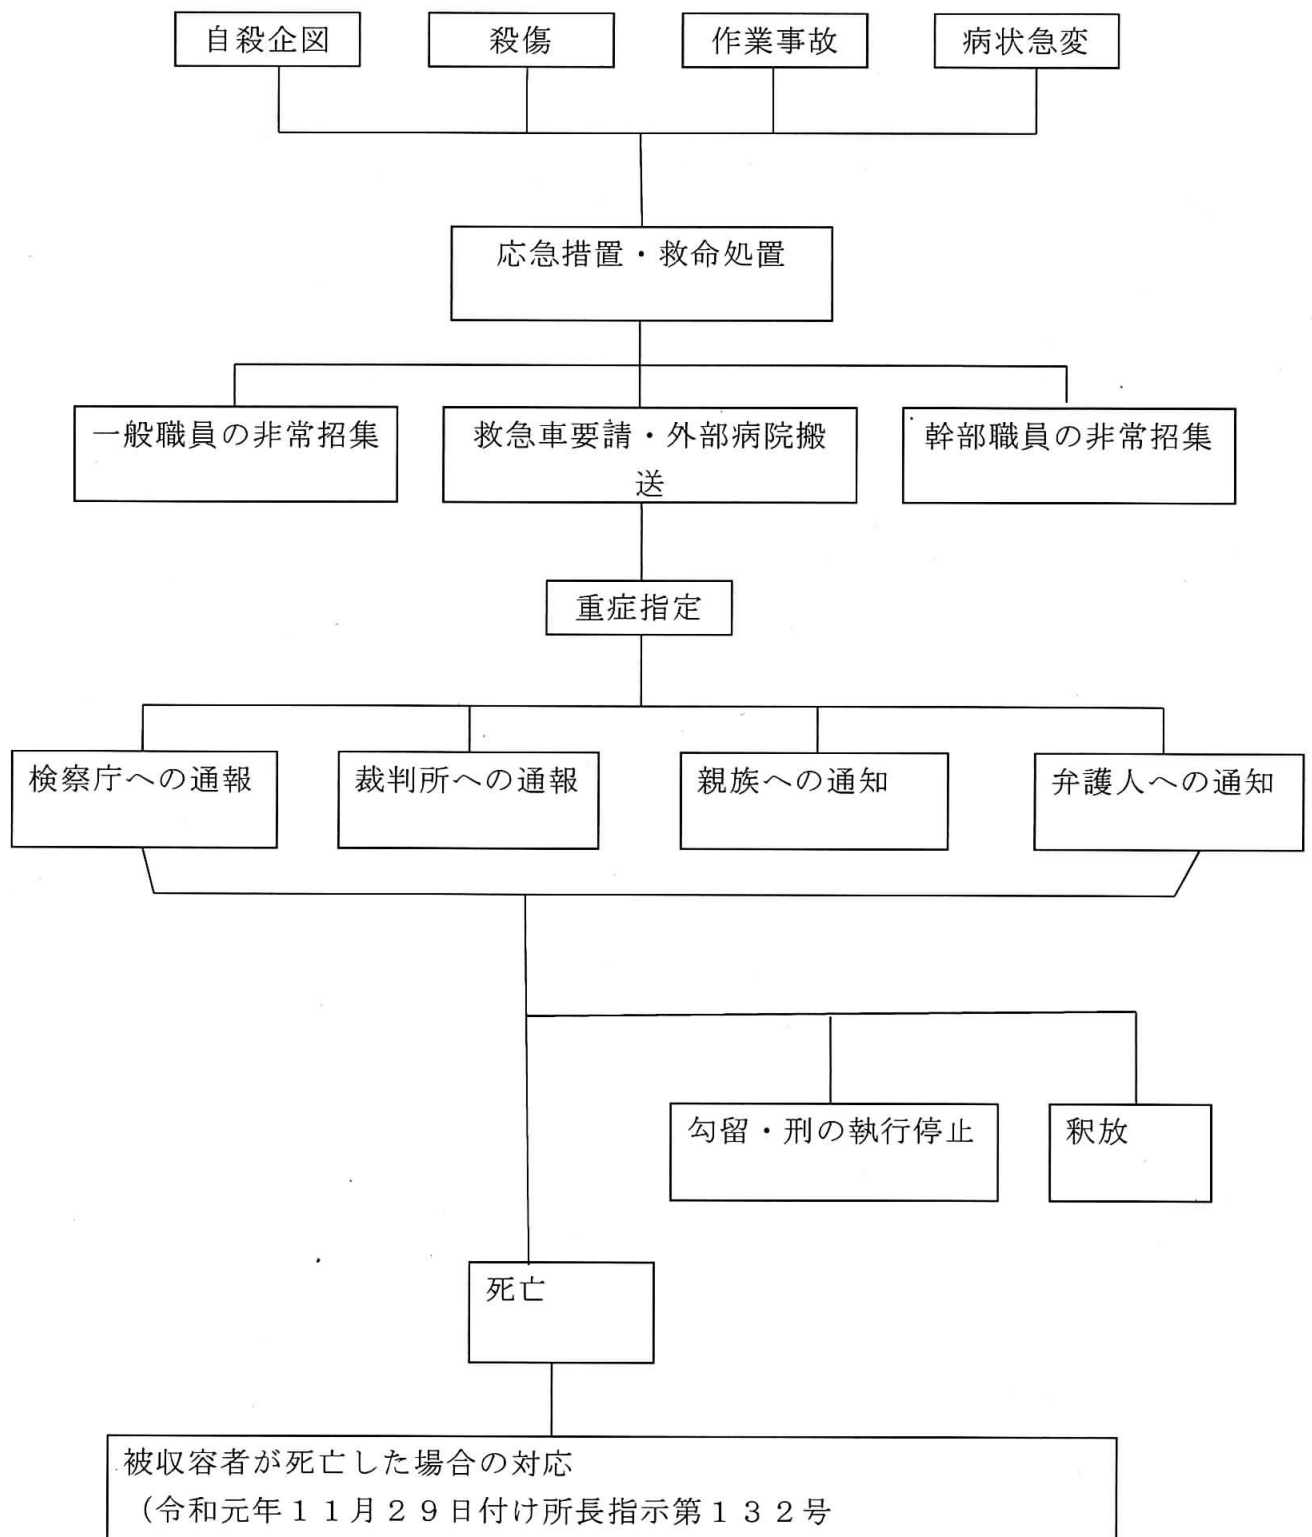 自殺企図
殺傷
作業事故
病状急変
応急措置・救命処置
一般職員の非常招集
救急車要請・外部病院搬
送
幹部職員の非常招集
重症指定
検察庁への通報
裁判所への通報
親族への通知
弁護人への通知
勾留・刑の執行停止
釈放
死亡
被収容者が死亡した場合の対応
（令和元年１１月２９日付け所長指示第１３２号